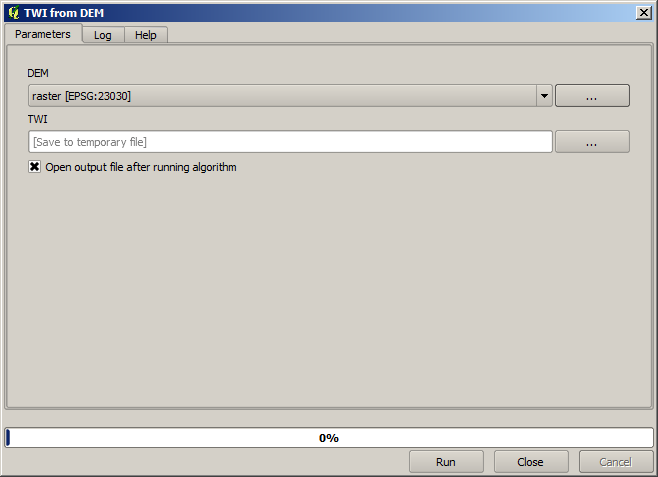 TWI from DEM
Parameters Log Help
DEM
raster [EPSG:23030]
...
TWI
[Save to temporary file]
...
Open output file after running algorithm
0%
Run Close Cancel